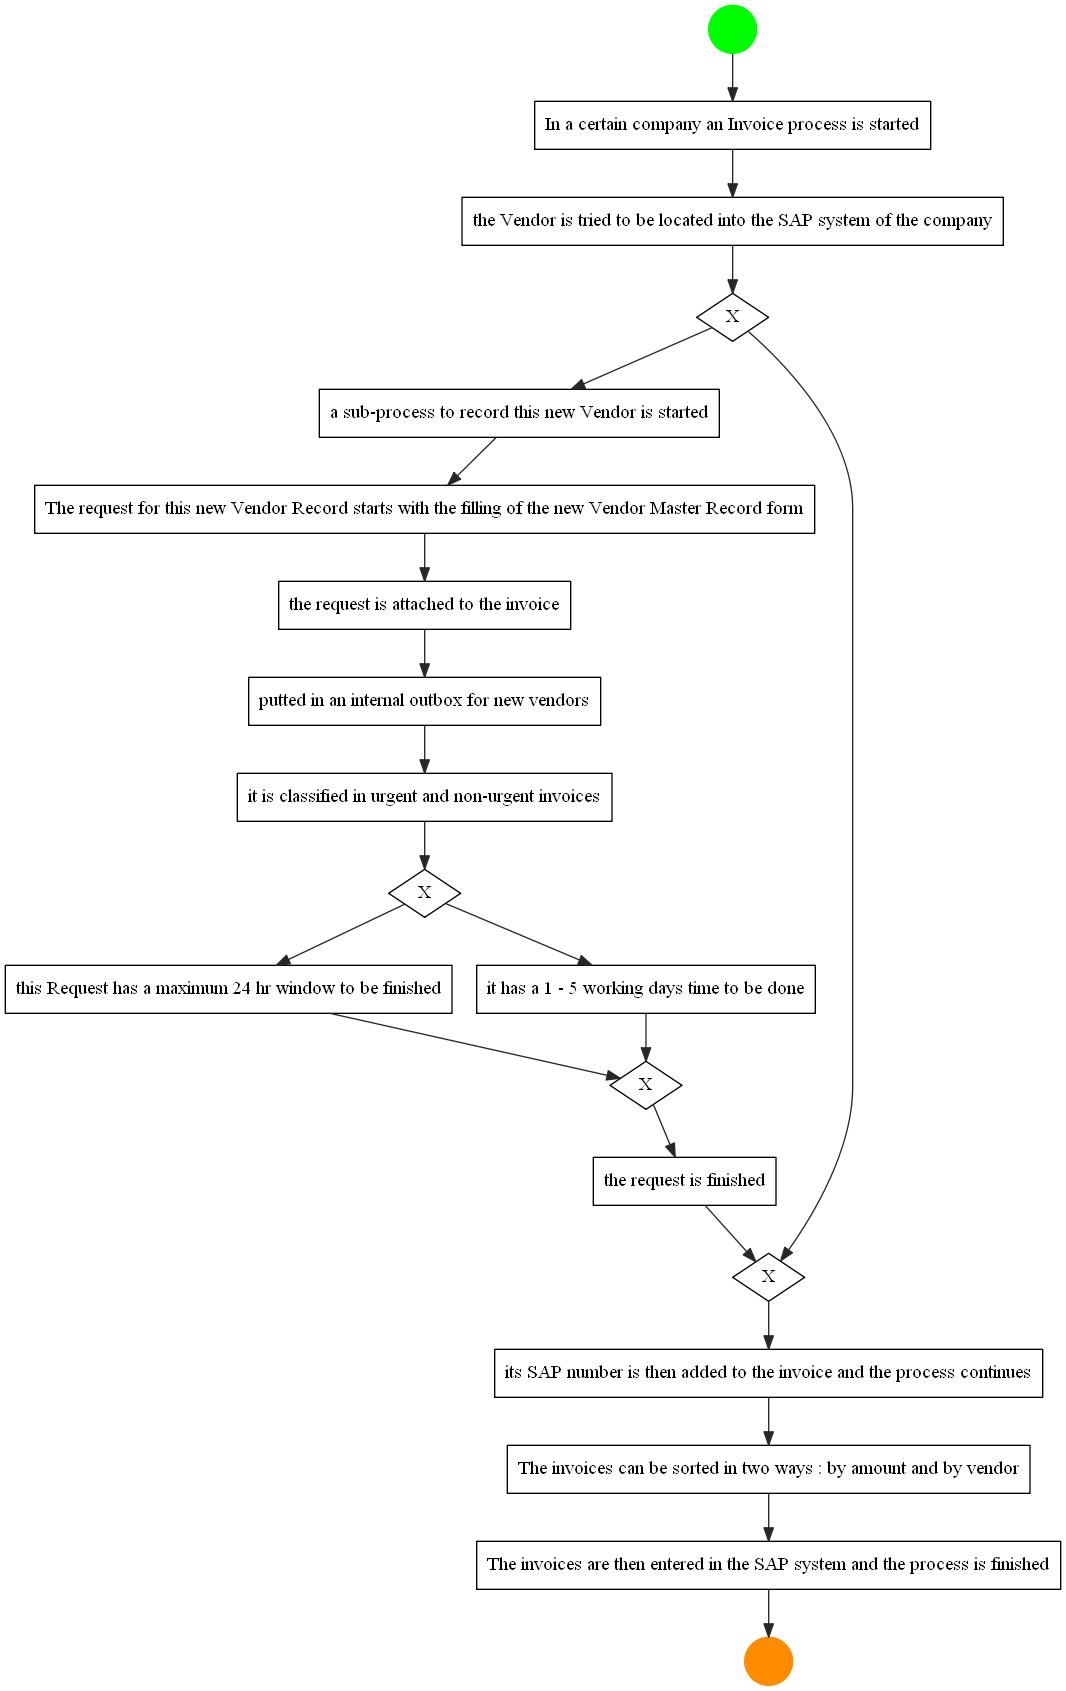 In a certain company an Invoice process is started
the Vendor is tried to be located into the SAP system of the company
X
a sub-process to record this new Vendor is started
The request for this new Vendor Record starts with the filling of the new Vendor Master Record form
the request is attached to the invoice
putted in an internal outbox for new vendors
it is classified in urgent and non-urgent invoices
X
this Request has a maximum 24 hr window to be finished
it has a 1 - 5 working days time to be done
X
the request is finished
X
its SAP number is then added to the invoice and the process continues
The invoices can be sorted in two ways : by amount and by vendor
The invoices are then entered in the SAP system and the process is finished